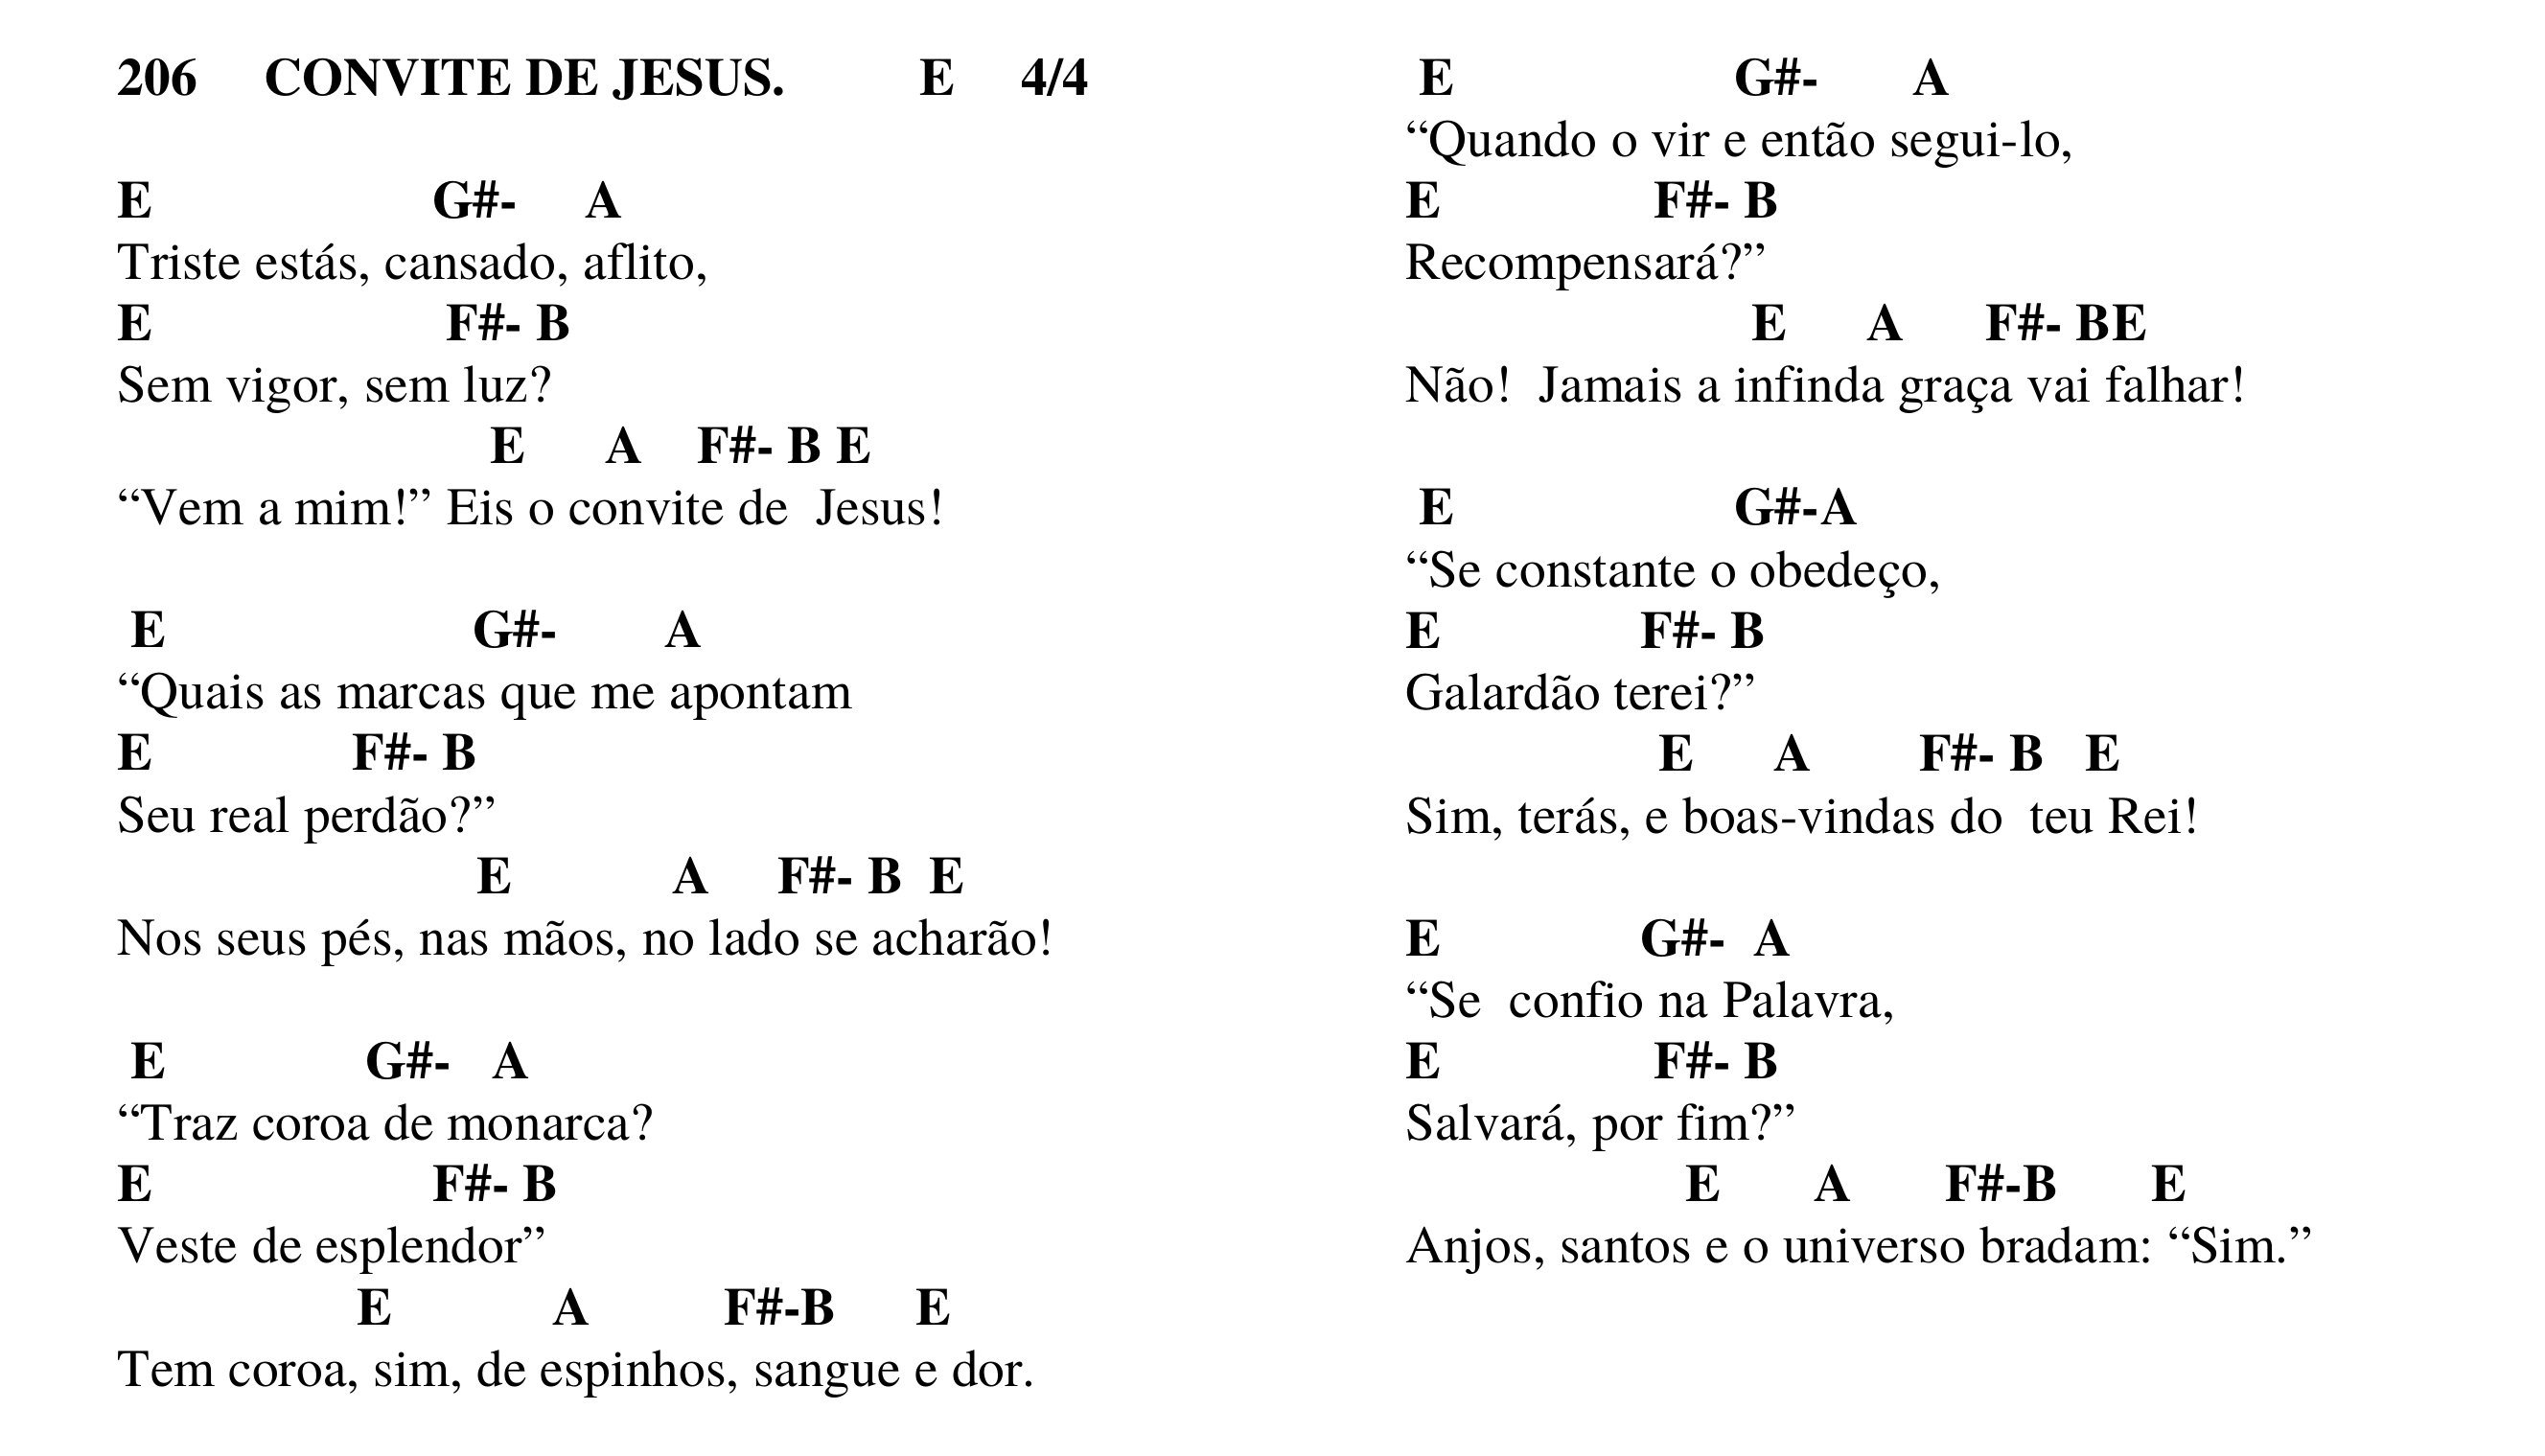 206 CONVITE DE JESUS. E 4/4
E G#- A
Triste estás, cansado, aflito,
E F#- B
Sem vigor, sem luz?
E A F#- B E
“Vem a mim!” Eis o convite de Jesus!
E G#- A
“Quais as marcas que me apontam
E F#- B
Seu real perdão?”
E A F#- B E
Nos seus pés, nas mãos, no lado se acharão!
E G#- A
“Traz coroa de monarca?
E F#- B
Veste de esplendor”
E A F#-B E
Tem coroa, sim, de espinhos, sangue e dor.
E G#- A
“Quando o vir e então segui-lo,
E F#- B
Recompensará?”
E A F#- BE
Não! Jamais a infinda graça vai falhar!
E G#-A
“Se constante o obedeço,
E F#- B
Galardão terei?”
E A F#- B E
Sim, terás, e boas-vindas do teu Rei!
E G#- A
“Se confio na Palavra,
E F#- B
Salvará, por fim?”
E A F#-B E
Anjos, santos e o universo bradam: “Sim.”